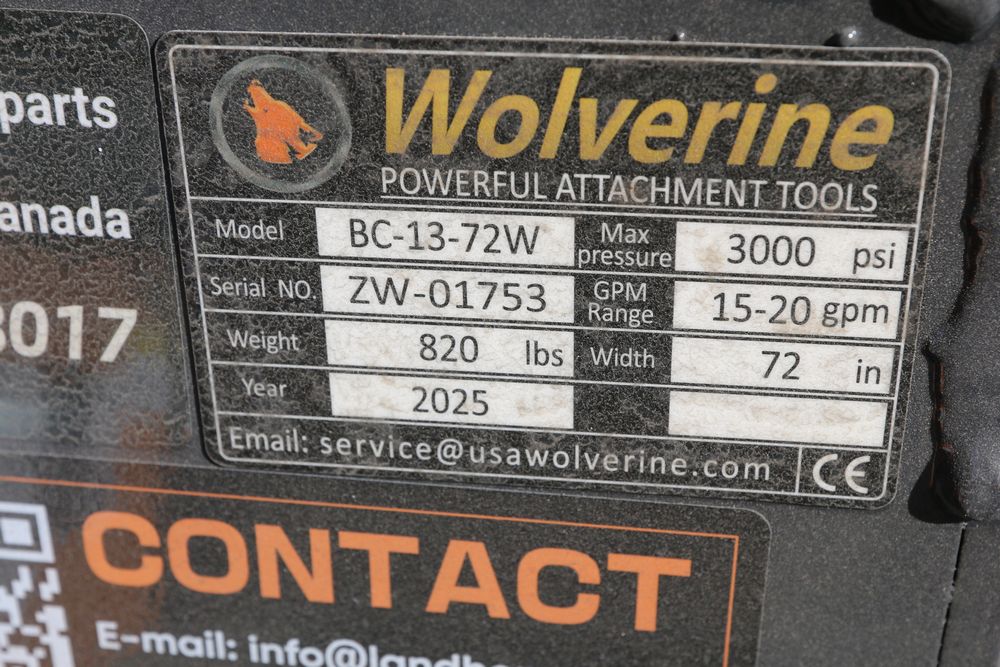 parts
anada
3017
Wolverine
POWERFUL ATTACHMENT TOOLS
Model BC-13-72W Max pressure 3000 psi
Serial NO. ZW-01753 GPM Range 15-20 gpm
Weight 820 lbs Width 72 in
Year 2025
Email: service@usawolverine.com CE
CONTACT
E-mail: info@landhe